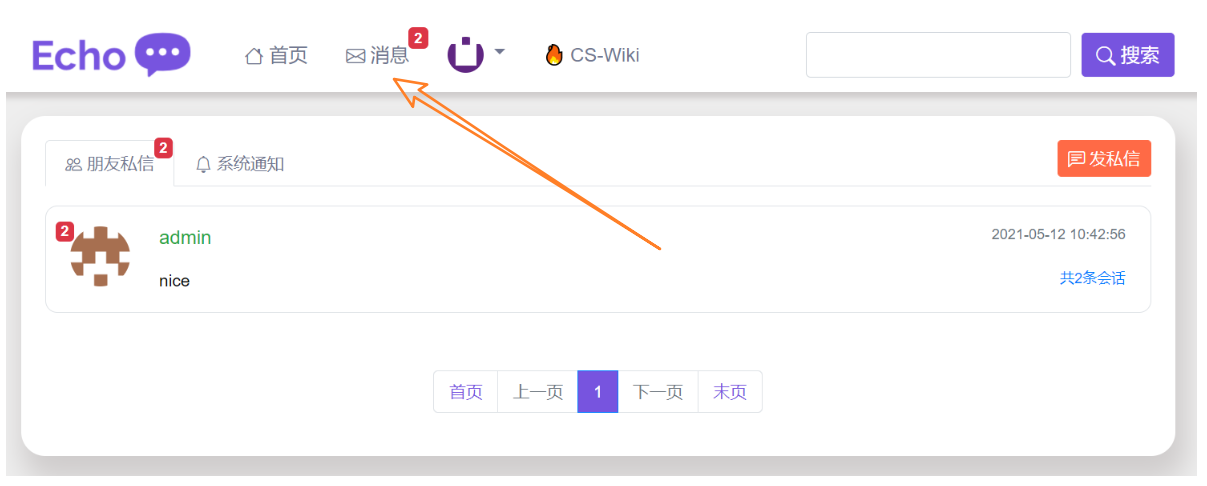 Echo 首页 消息 2 CS-Wiki 搜索
朋友私信 2 系统通知 发私信
2 admin 2021-05-12 10:42:56
nice 共2条会话
首页 上一页 1 下一页 末页